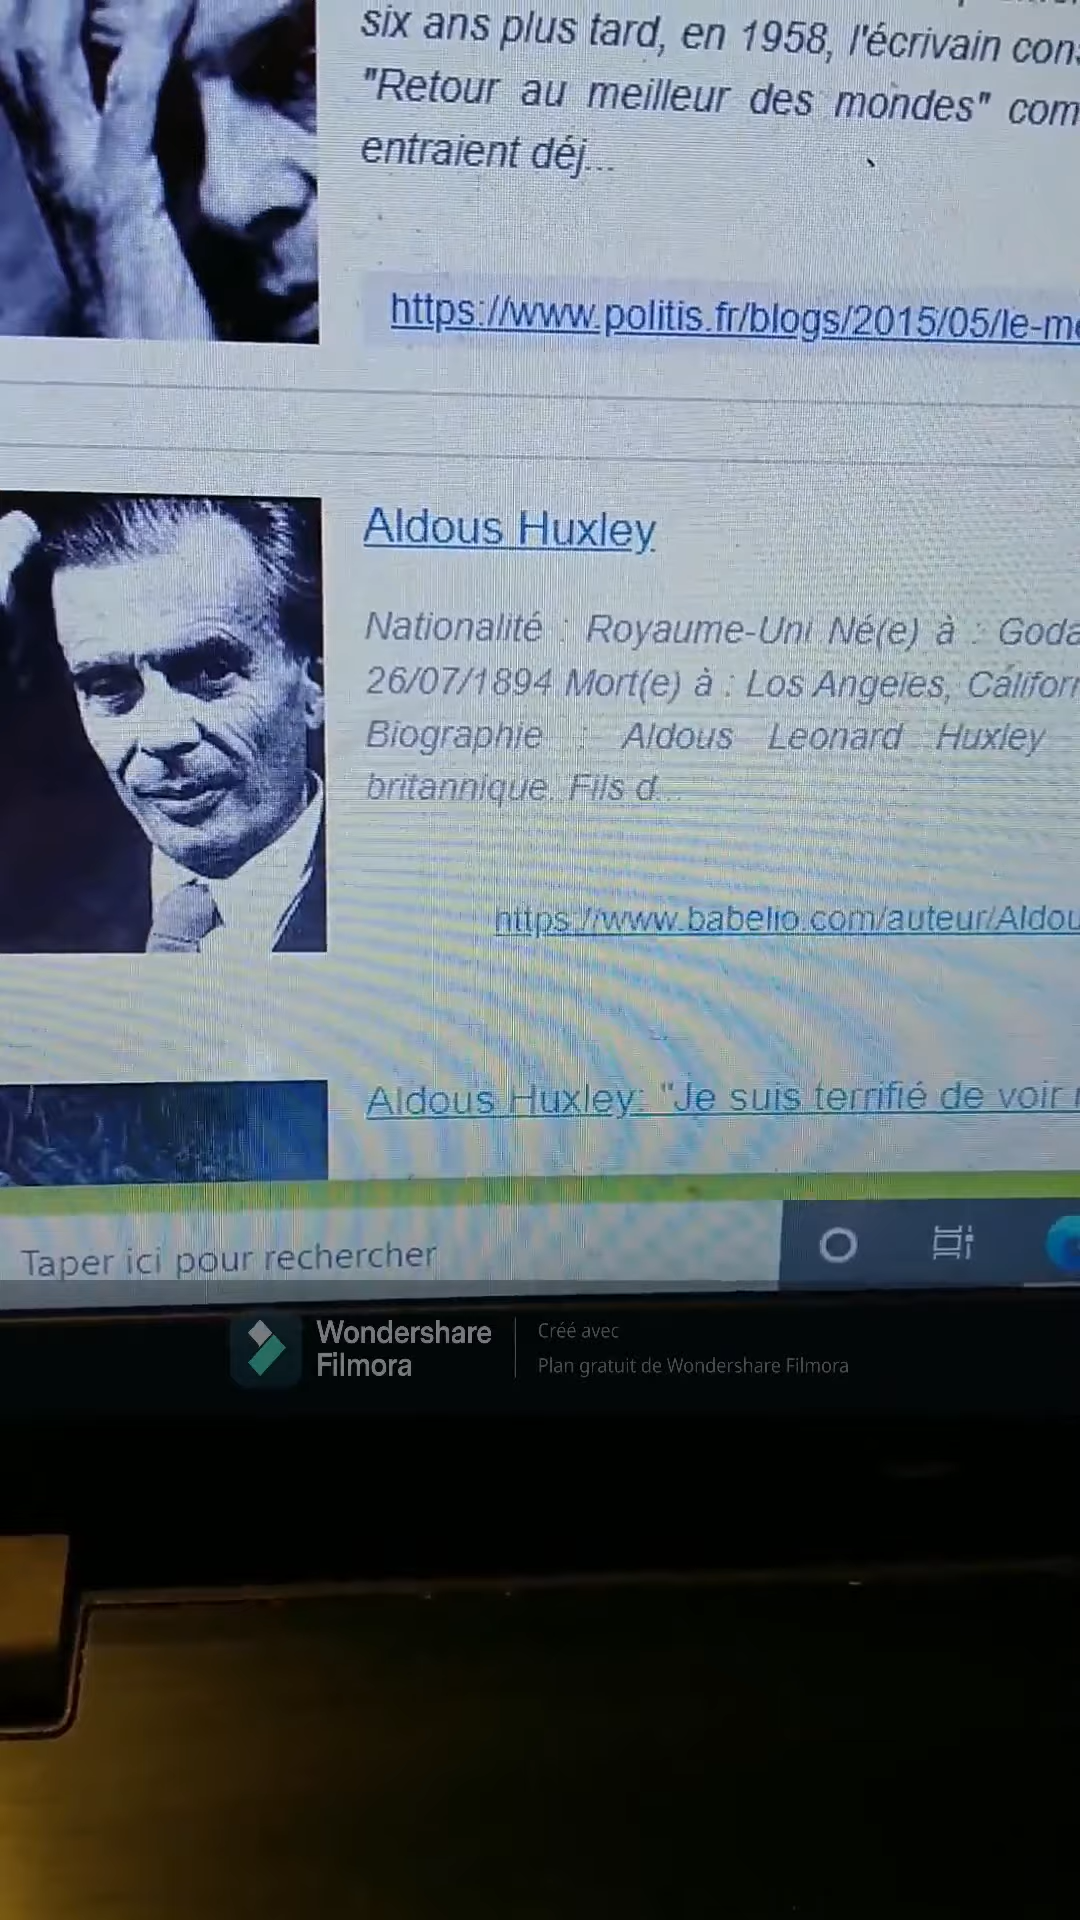 six ans plus tard, en 1958, l'écrivain cons
"Retour au meilleur des mondes" com
entraient déj...
https://www.politis.fr/blogs/2015/05/le-me
Aldous Huxley
Nationalité : Royaume-Uni Né(e) à : Goda
26/07/1894 Mort(e) à : Los Angeles, Califor
Biographie : Aldous Leonard Huxley
britannique. Fils d...
https://www.babelio.com/auteur/Aldou
Aldous Huxley: "Je suis terrifié de voir
Taper ici pour rechercher
Wondershare
Filmora
Créé avec
Plan gratuit de Wondershare Filmora